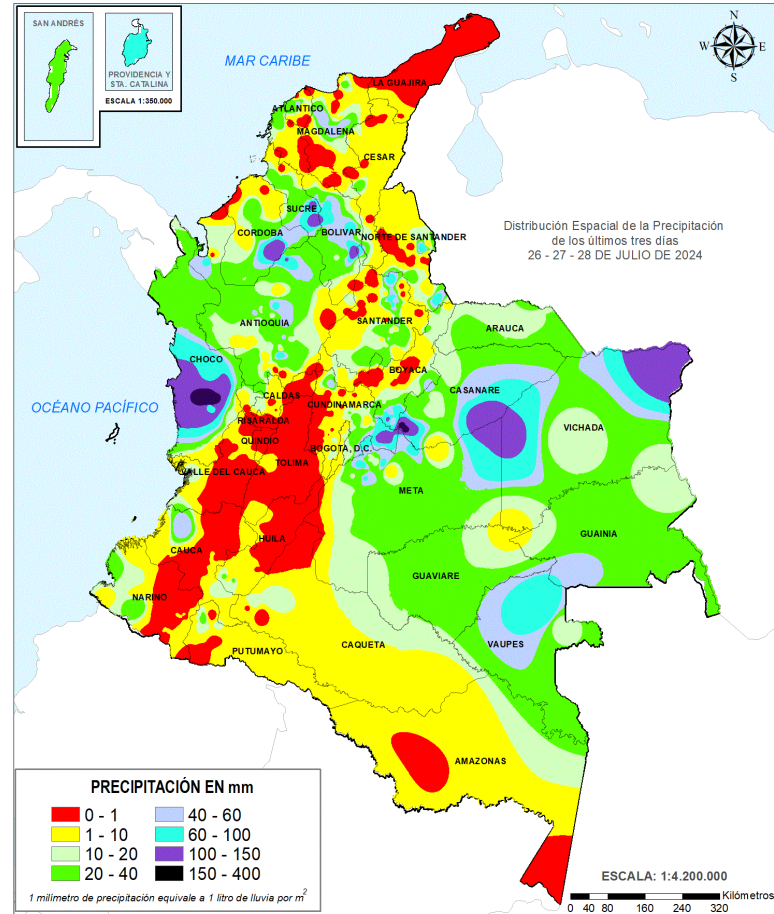 SAN ANDRÉS
PROVIDENCIA Y
STA. CATALINA
ESCALA 1:350.000
MAR CARIBE
N
W E
S
LA GUAJIRA
ATLANTICO
MAGDALENA
CESAR
SUCRE
CORDOBA
BOLIVAR
NORTE DE SANTANDER
Distribución Espacial de la Precipitación
de los últimos tres días
26 - 27 - 28 DE JULIO DE 2024
ANTIOQUIA
SANTANDER
ARAUCA
CHOCO
BOYACA
CASANARE
OCÉANO PACÍFICO
CALDAS
CUNDINAMARCA
RISARALDA
VICHADA
QUINDIO
BOGOTA, D.C.
TOLIMA
VALLE DEL CAUCA
META
GUAINIA
HUILA
CAUCA
GUAVIARE
NARIÑO
VAUPES
CAQUETA
PUTUMAYO
AMAZONAS
PRECIPITACIÓN EN mm
0 - 1
40 - 60
1 - 10
60 - 100
10 - 20
100 - 150
20 - 40
150 - 400
1 milímetro de precipitación equivale a 1 litro de lluvia por m2
ESCALA: 1:4.200.000
Kilómetros
0 40 80 160 240 320